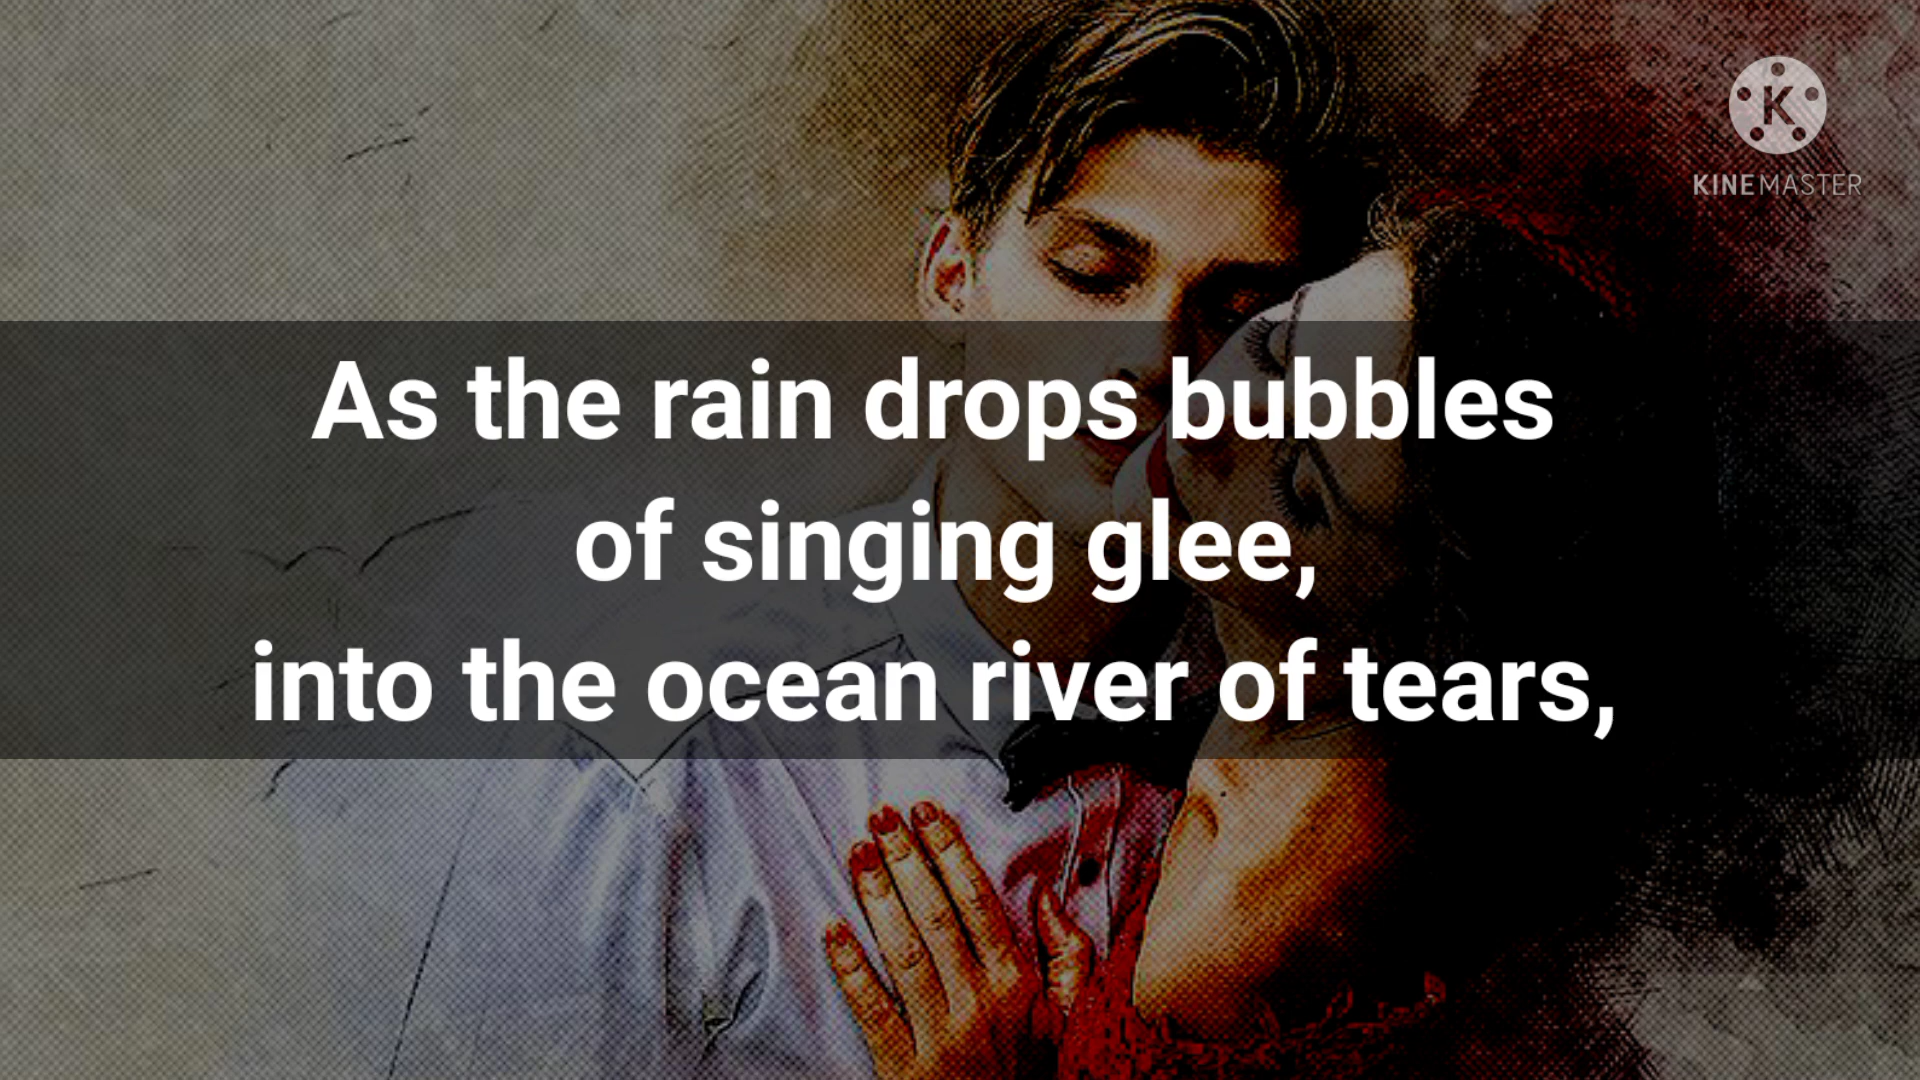 K
KINEMASTER
As the rain drops bubbles
of singing glee,
into the ocean river of tears,